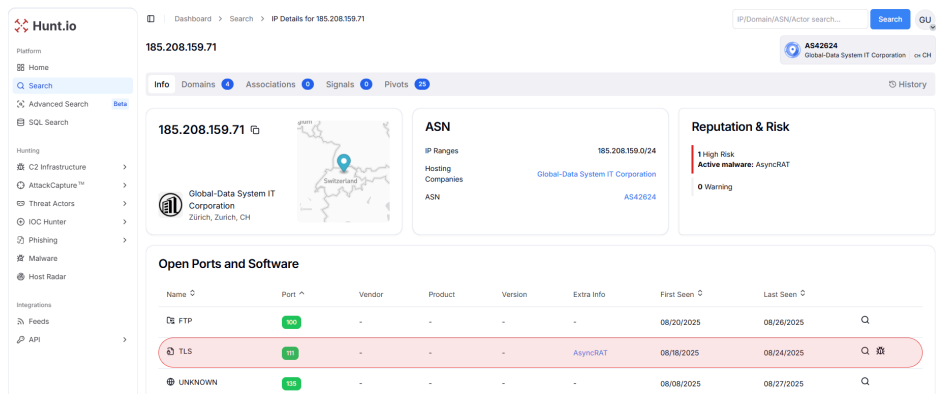 Hunt.io
Dashboard > Search > IP Details for 185.208.159.71
IP/Domain/ASN/Actor search...
Search
GU
185.208.159.71
AS42624
Global-Data System IT Corporation CH CH
Platform
Home
Search
Advanced Search Beta
SQL Search
Hunting
C2 Infrastructure
AttackCapture™
Threat Actors
IOC Hunter
Phishing
Malware
Host Radar
Integrations
Feeds
API
Info Domains 4 Associations 0 Signals 0 Pivots 25
History
185.208.159.71
Switzerland
Global-Data System IT
Corporation
Zürich, Zurich, CH
ASN
IP Ranges 185.208.159.0/24
Hosting
Companies
Global-Data System IT Corporation
ASN AS42624
Reputation & Risk
1 High Risk
Active malware: AsyncRAT
0 Warning
Open Ports and Software
Name Port Vendor Product Version Extra Info First Seen Last Seen
FTP 100 - - - - 08/20/2025 08/26/2025
TLS 111 - - - AsyncRAT 08/18/2025 08/24/2025
UNKNOWN 135 - - - - 08/08/2025 08/27/2025